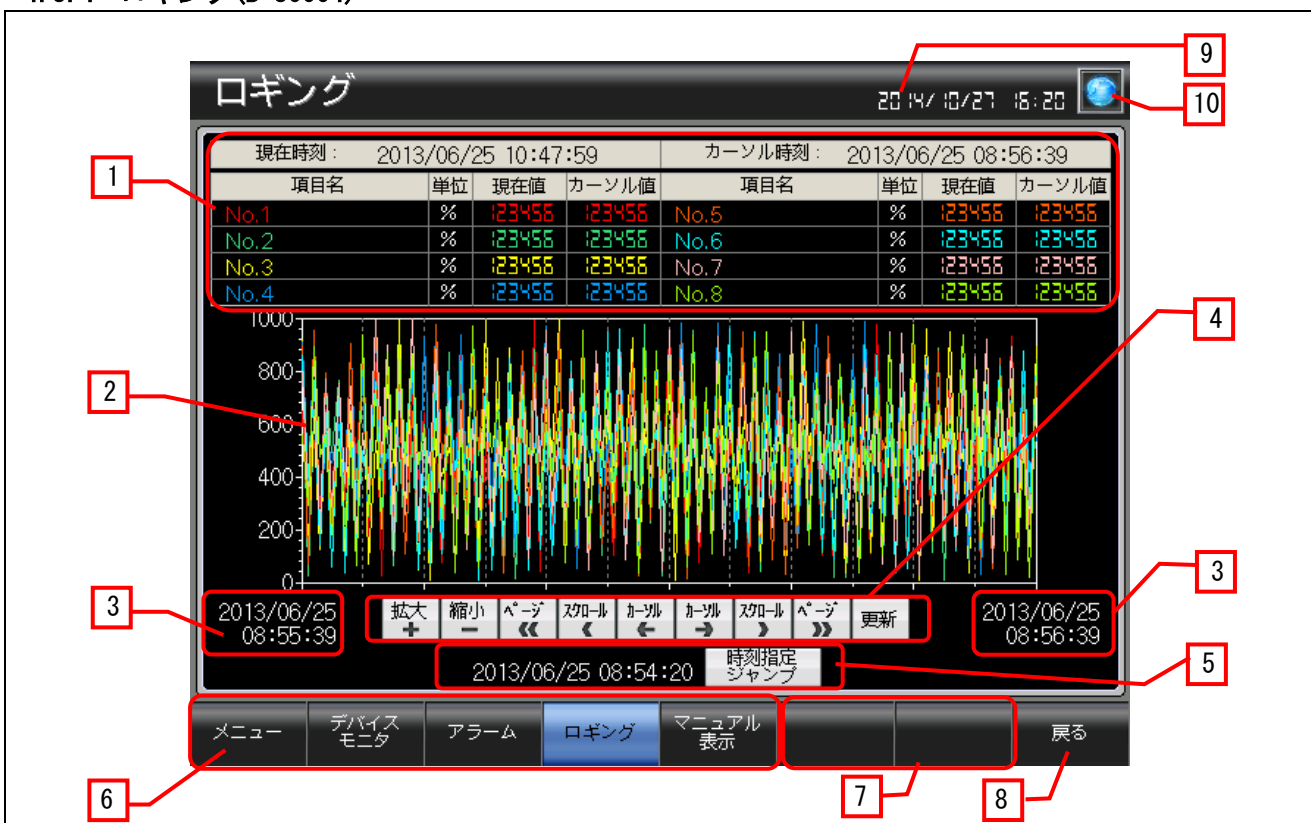 ロギング
2014/10/27 16:20
9
10
1
現在時刻： 2013/06/25 10:47:59 カーソル時刻： 2013/06/25 08:56:39
項目名 単位 現在値 カーソル値 項目名 単位 現在値 カーソル値
No.1 % 123456 123456 No.5 % 123456 123456
No.2 % 123456 123456 No.6 % 123456 123456
No.3 % 123456 123456 No.7 % 123456 123456
No.4 % 123456 123456 No.8 % 123456 123456
4
2
1000
800
600
400
200
0
3
2013/06/25
08:55:39
拡大 縮小 ページ スクロール カーソル カーソル スクロール ページ 更新
+ −
2013/06/25
08:56:39
3
2013/06/25 08:54:20
時刻指定
ジャンプ
5
メニュー
デバイス
モニタ
アラーム
ロギング
マニュアル
表示
戻る
6
7
8